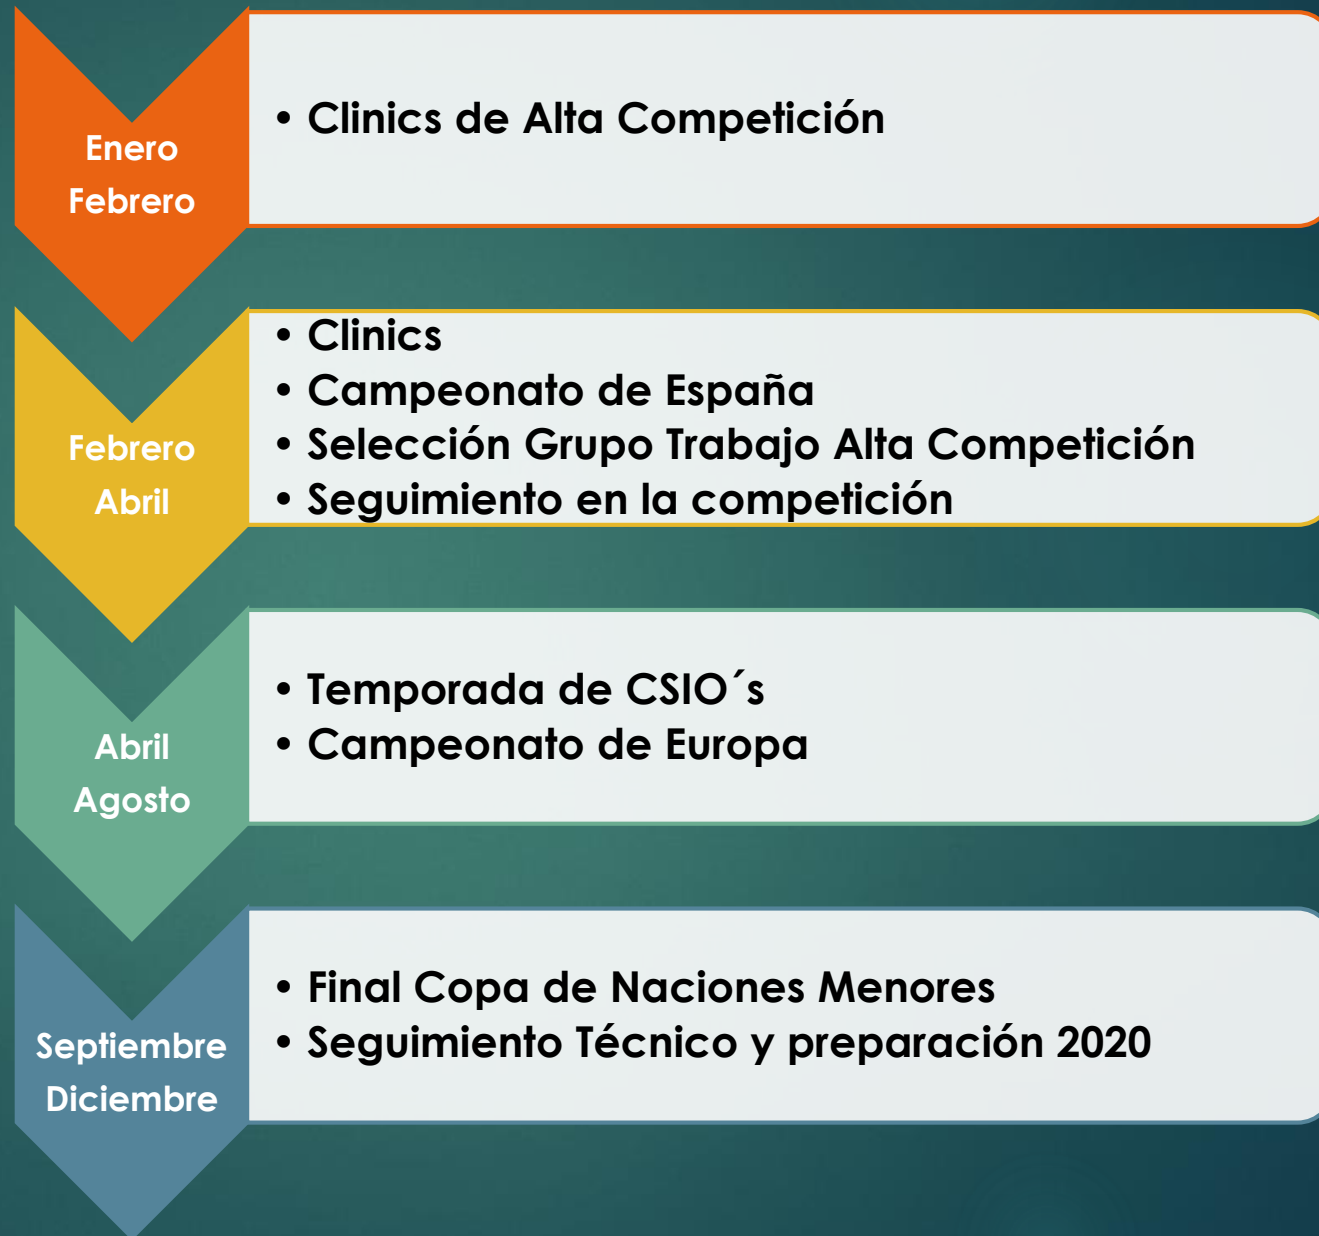 Enero
Febrero
• Clinics de Alta Competición
Febrero
Abril
• Clinics
• Campeonato de España
• Selección Grupo Trabajo Alta Competición
• Seguimiento en la competición
Abril
Agosto
• Temporada de CSIO´s
• Campeonato de Europa
Septiembre
Diciembre
• Final Copa de Naciones Menores
• Seguimiento Técnico y preparación 2020